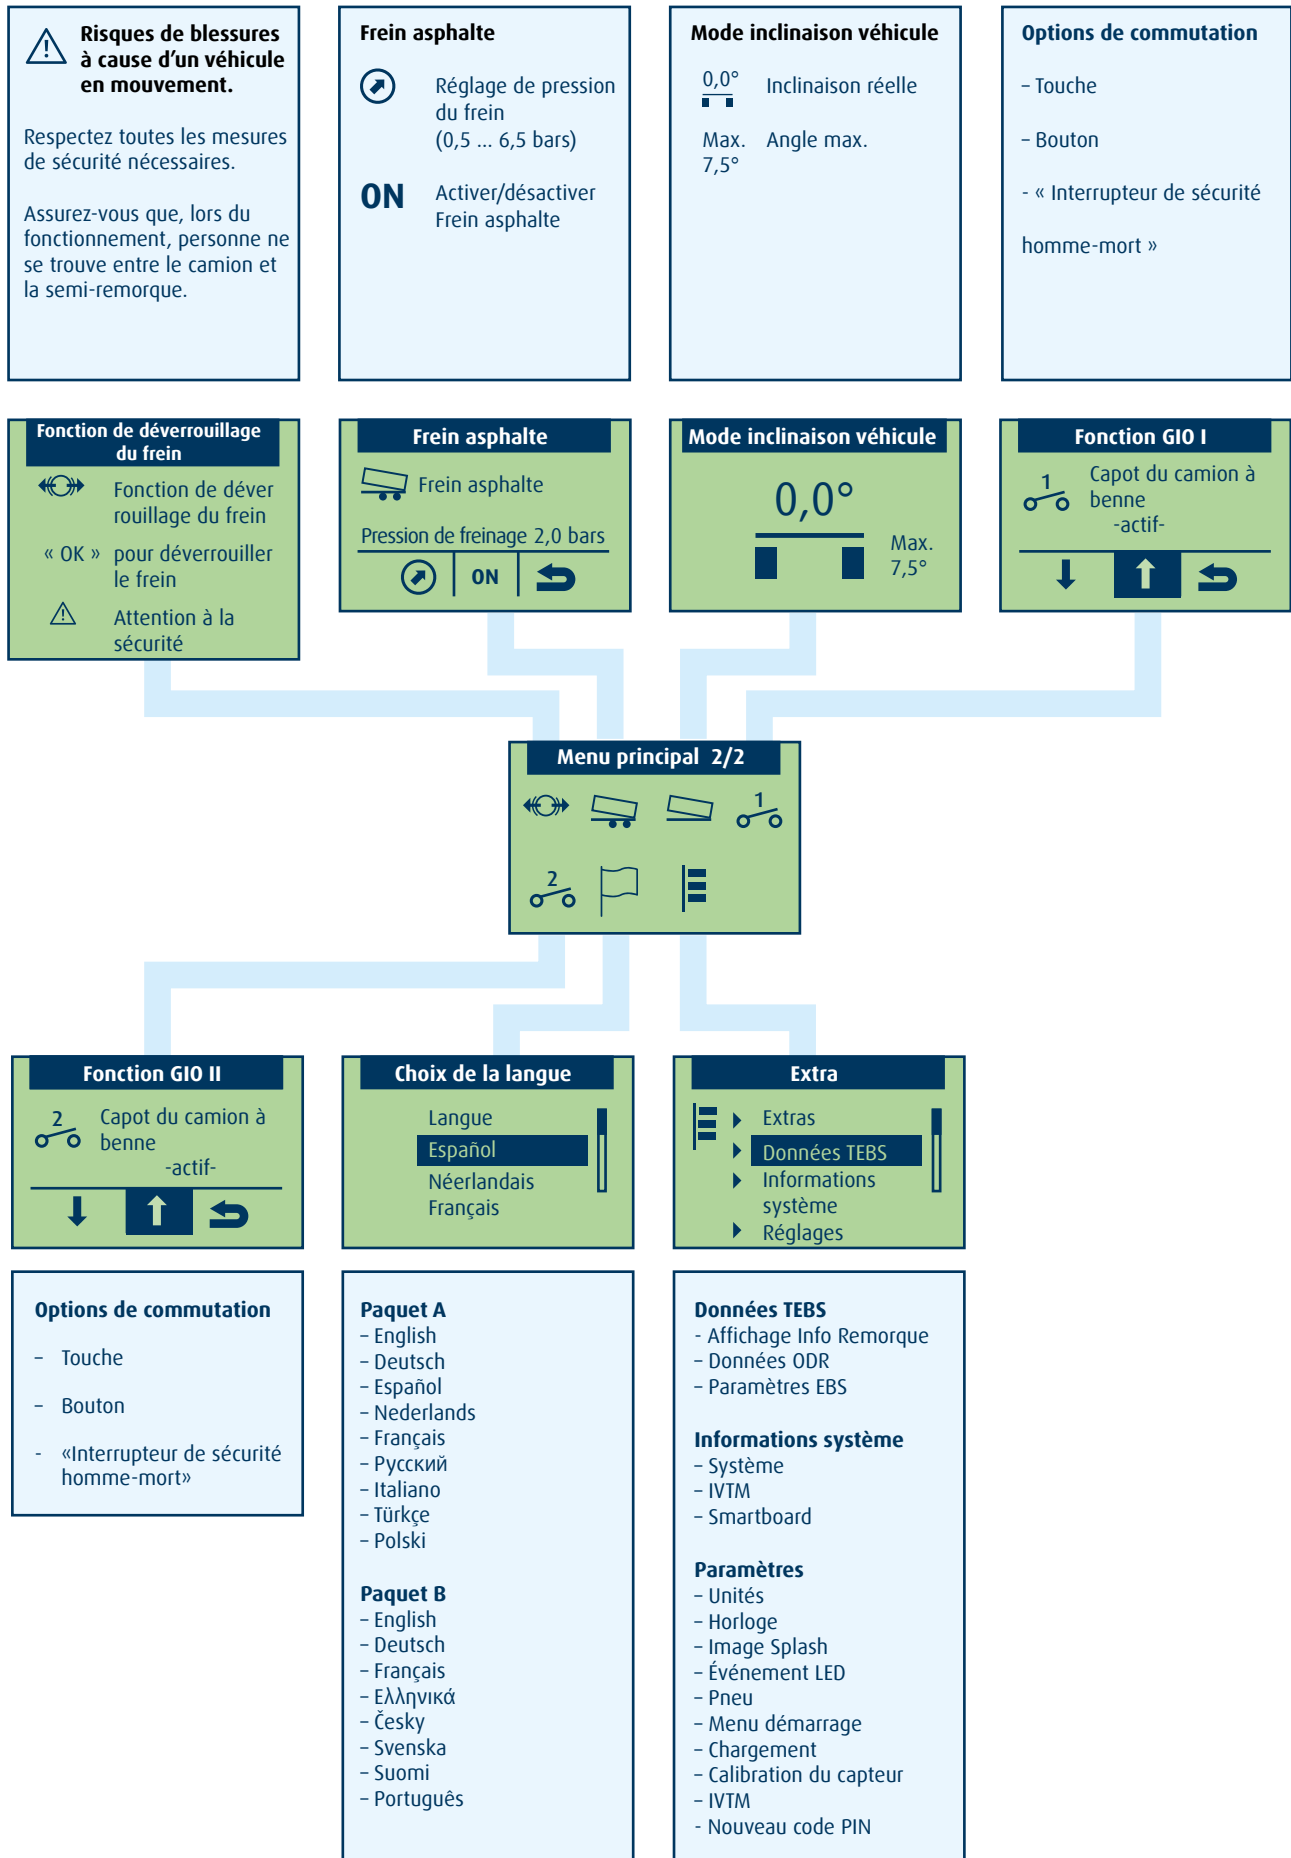 Risques de blessures
à cause d'un véhicule
en mouvement.
Respectez toutes les mesures
de sécurité nécessaires.
Assurez-vous que, lors du
fonctionnement, personne ne
se trouve entre le camion et
la semi-remorque.
Frein asphalte
Réglage de pression
du frein
(0,5 ... 6,5 bars)
ON Activer/désactiver
Frein asphalte
Mode inclinaison véhicule
0,0° Inclinaison réelle
Max. Angle max.
7,5°
Options de commutation
– Touche
– Bouton
- « Interrupteur de sécurité
homme-mort »
Fonction de déverrouillage
du frein
Fonction de déver
rouillage du frein
« OK » pour déverrouiller
le frein
Attention à la
sécurité
Frein asphalte
Frein asphalte
Pression de freinage 2,0 bars
ON
Mode inclinaison véhicule
0,0°
Max.
7,5°
Fonction GIO I
1 Capot du camion à
benne
-actif-
Menu principal 2/2
1
2
Fonction GIO II
2 Capot du camion à
benne
-actif-
Choix de la langue
Langue
Español
Néerlandais
Français
Extra
Extras
Données TEBS
Informations
système
Réglages
Options de commutation
– Touche
– Bouton
- «Interrupteur de sécurité
homme-mort»
Paquet A
– English
– Deutsch
– Español
– Nederlands
– Français
– Русский
– Italiano
– Türkçe
– Polski
Paquet B
– English
– Deutsch
– Français
– Ελληνικά
– Česky
– Svenska
– Suomi
– Português
Données TEBS
- Affichage Info Remorque
– Données ODR
– Paramètres EBS
Informations système
– Système
– IVTM
– Smartboard
Paramètres
– Unités
– Horloge
– Image Splash
– Événement LED
– Pneu
– Menu démarrage
– Chargement
– Calibration du capteur
– IVTM
- Nouveau code PIN